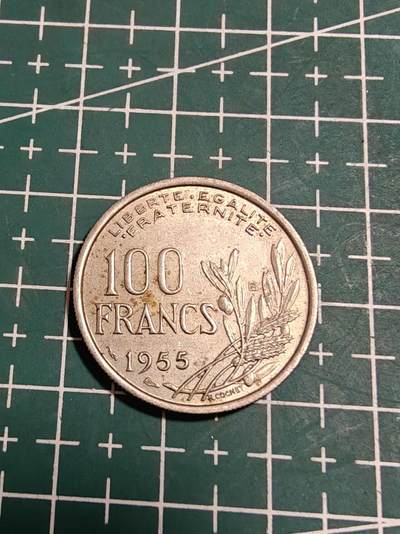 LIBERTE·EGALITE
·FRATERNITE·
100
FRANCS
1955
R.COCHET